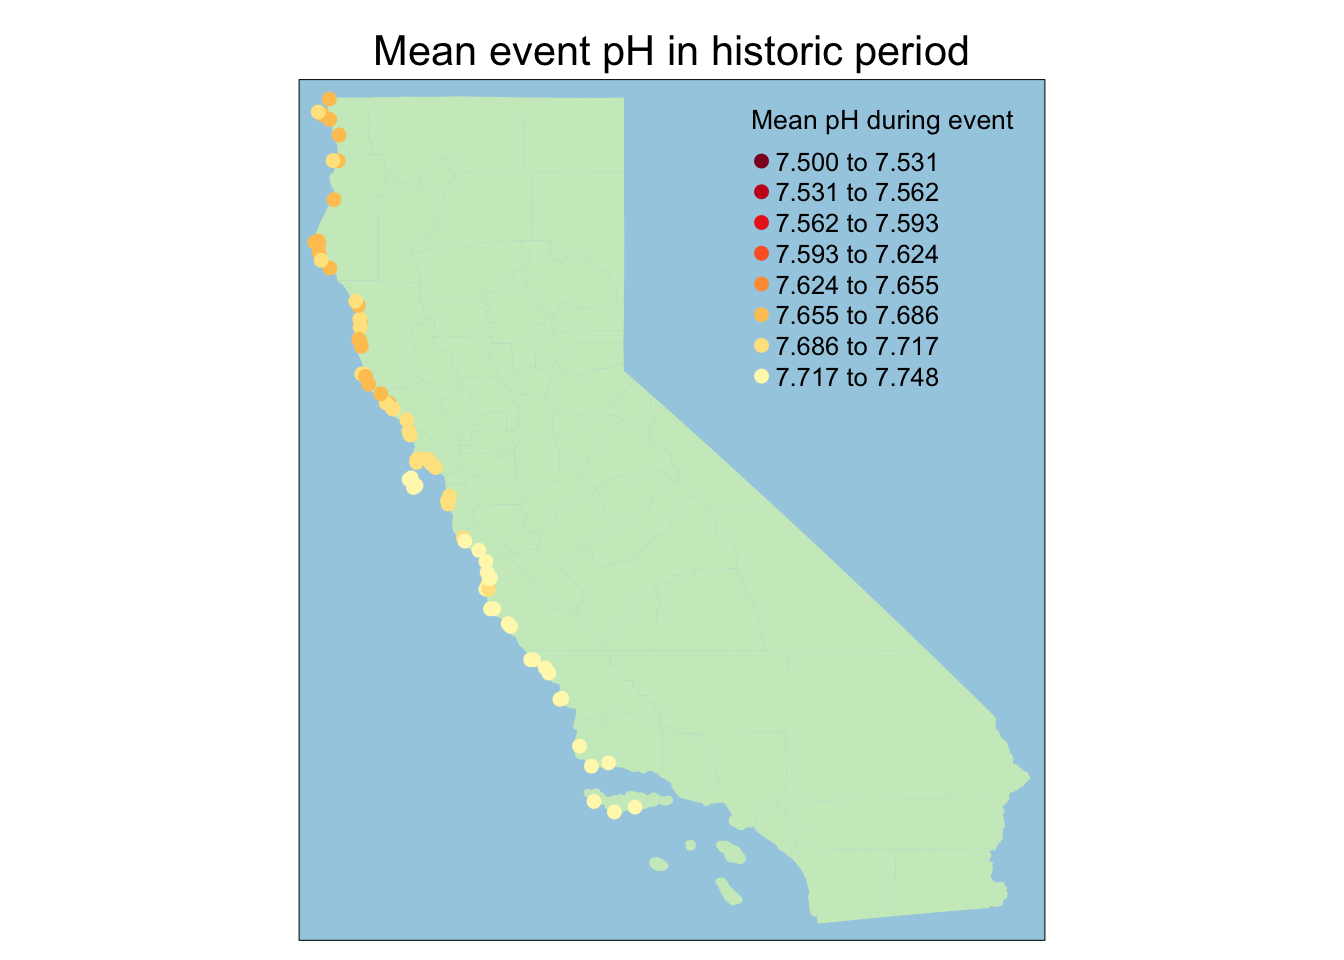 Mean event pH in historic period
Mean pH during event
7.500 to 7.531
7.531 to 7.562
7.562 to 7.593
7.593 to 7.624
7.624 to 7.655
7.655 to 7.686
7.686 to 7.717
7.717 to 7.748